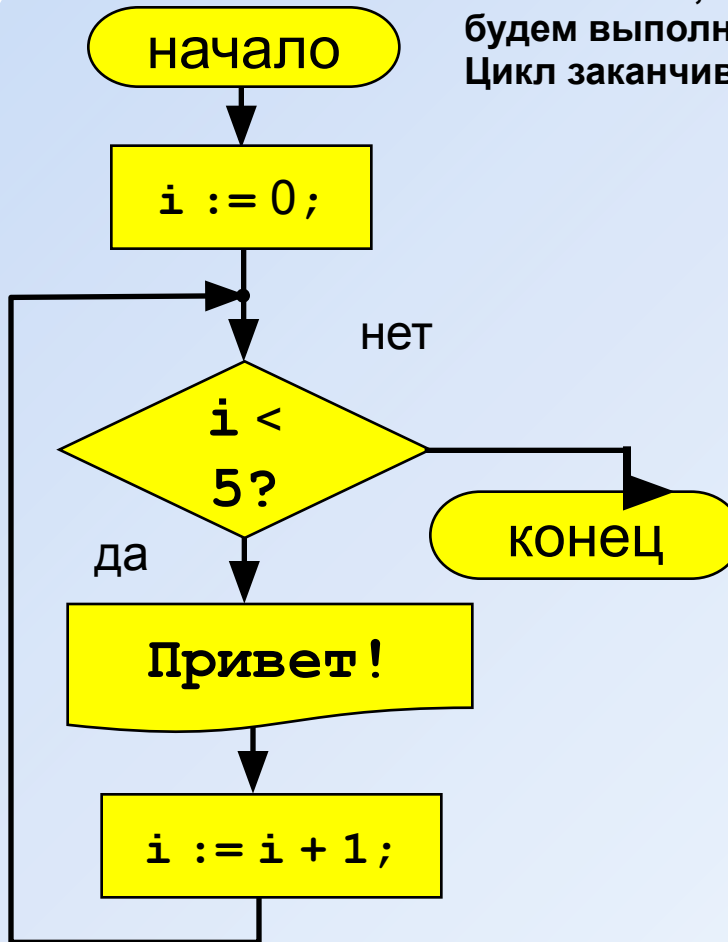 начало
будем выполн
Цикл заканчив
i := 0;
нет
i <
5?
да
конец
Привет!
i := i + 1;